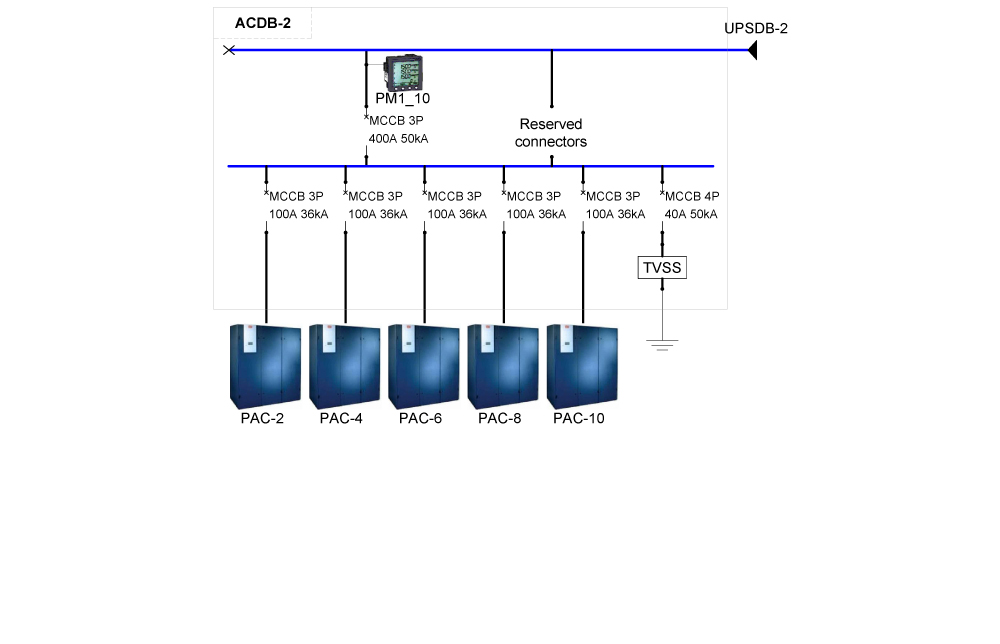 ACDB-2
UPSDB-2
PM1_10
MCCB 3P
400A 50kA
Reserved
connectors
MCCB 3P
100A 36kA
MCCB 3P
100A 36kA
MCCB 3P
100A 36kA
MCCB 3P
100A 36kA
MCCB 3P
100A 36kA
MCCB 4P
40A 50kA
TVSS
PAC-2
PAC-4
PAC-6
PAC-8
PAC-10